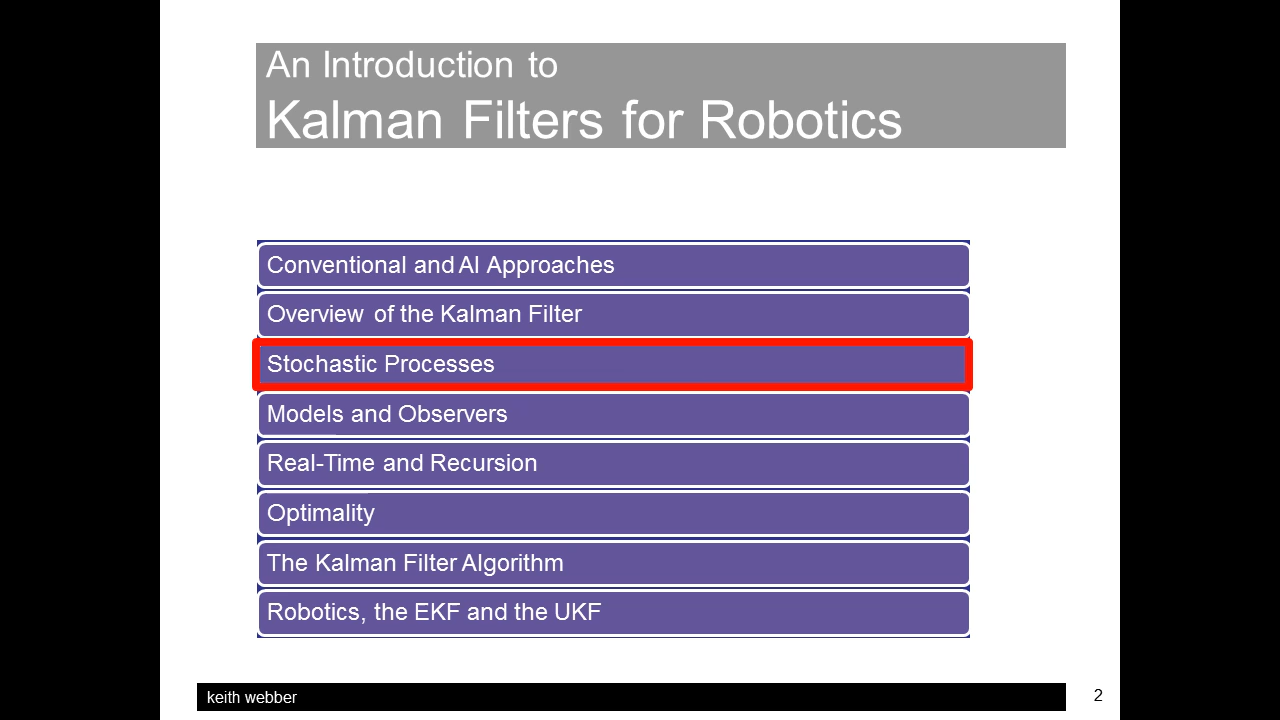 An Introduction to
Kalman Filters for Robotics
Conventional and AI Approaches
Overview of the Kalman Filter
Stochastic Processes
Models and Observers
Real-Time and Recursion
Optimality
The Kalman Filter Algorithm
Robotics, the EKF and the UKF
keith webber
2